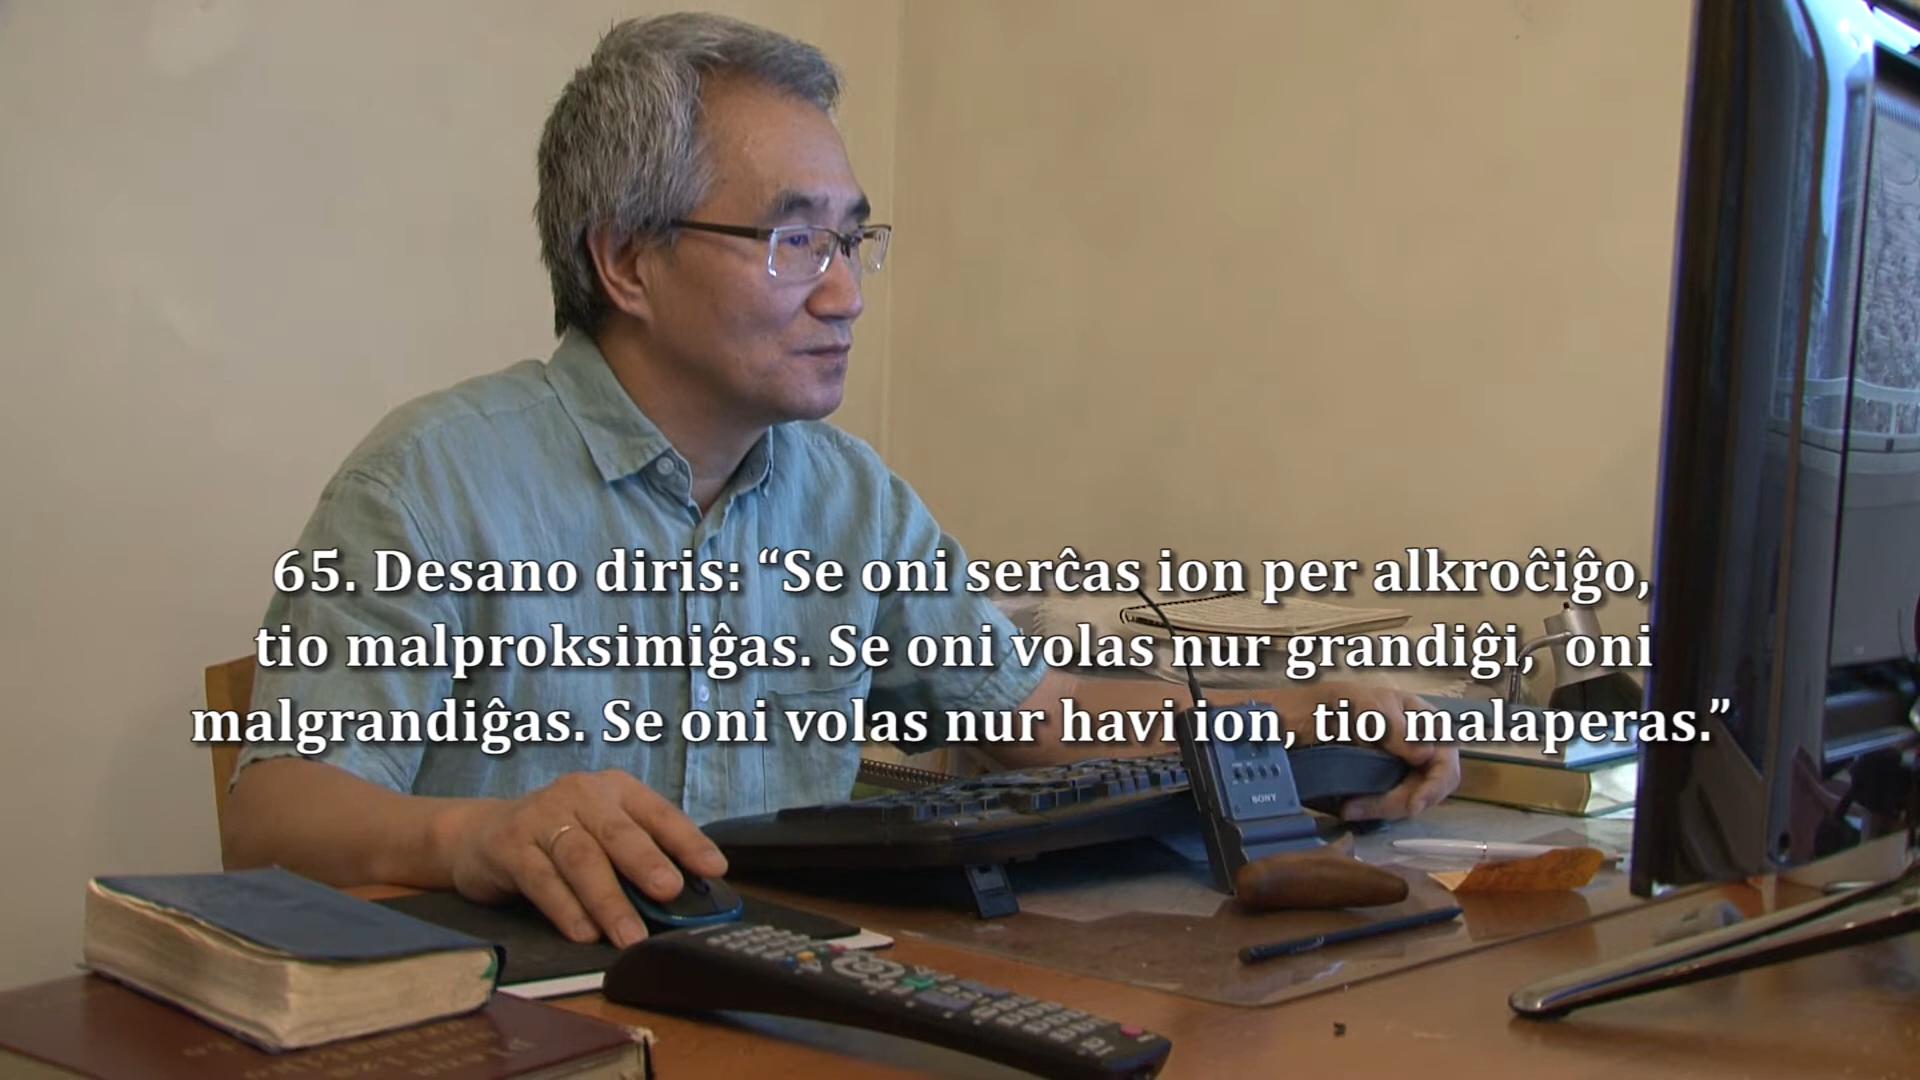 65. Desano diris: “Se oni serĉas ion per alkroĉiĝo,
tio malproksimiĝas. Se oni volas nur grandiĝi,  oni
malgrandiĝas. Se oni volas nur havi ion, tio malaperas.”
SONY